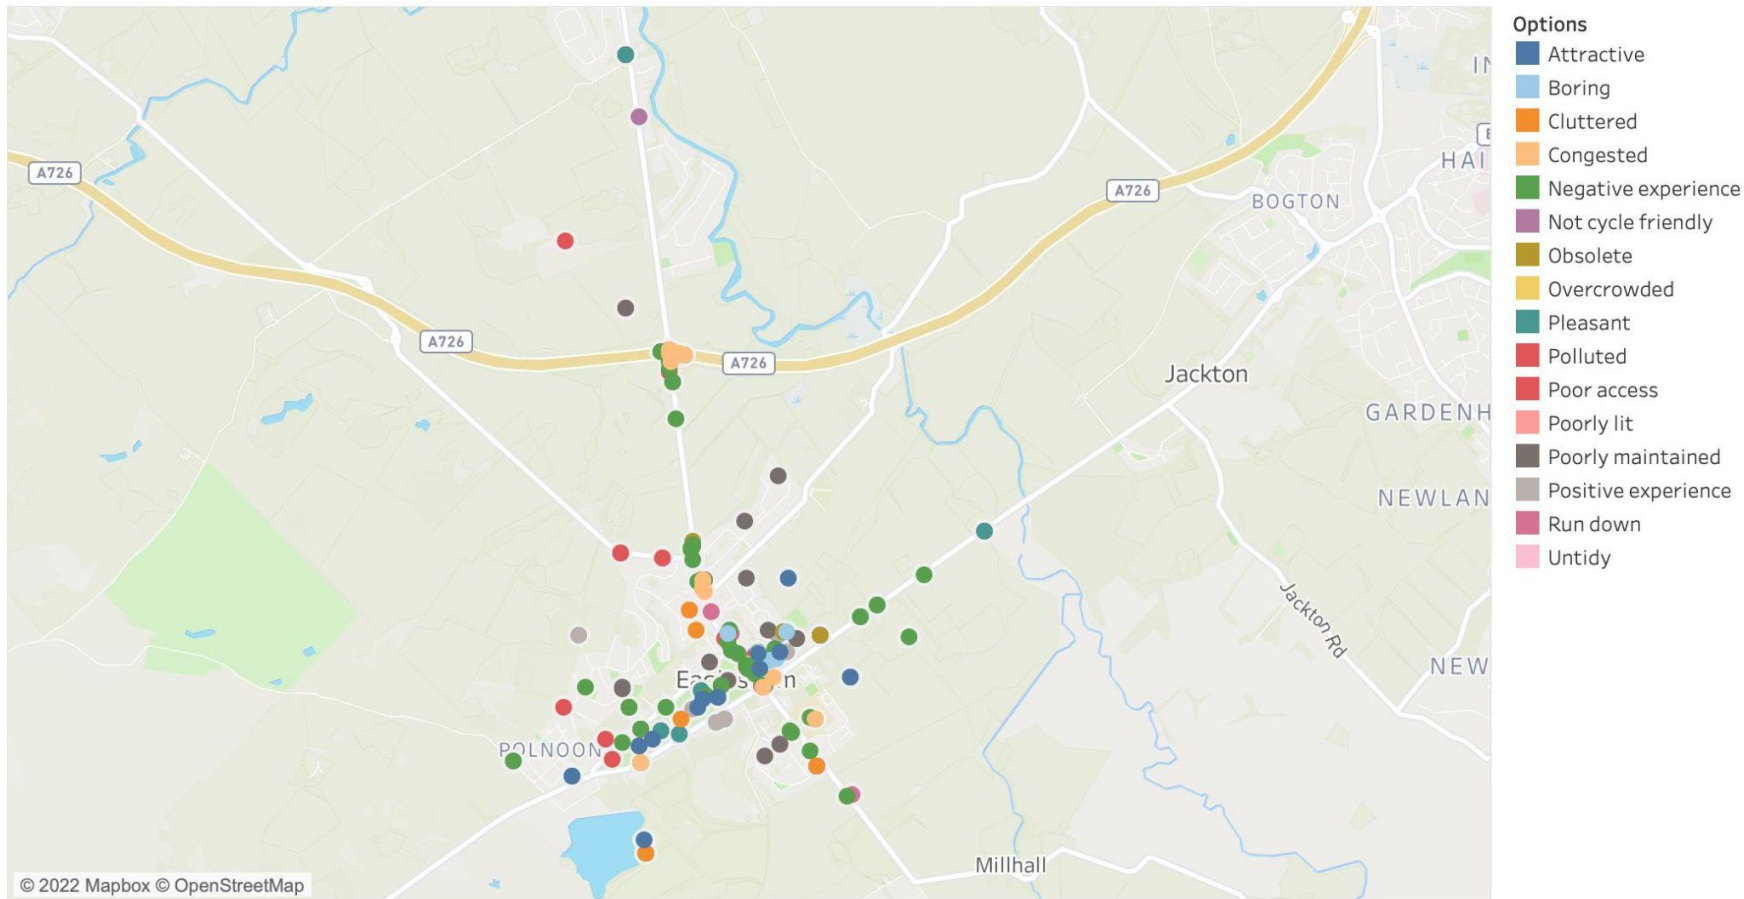 Options
Attractive
Boring
Cluttered
Congested
Negative experience
Not cycle friendly
Obsolete
Overcrowded
Pleasant
Polluted
Poor access
Poorly lit
Poorly maintained
Positive experience
Run down
Untidy
IN
HAI
A726
A726
BOGTON
A726
A726
Jackton
GARDENH
NEWLAN
Jackton Rd
NEW
POLNOON
Millhall
© 2022 Mapbox © OpenStreetMap